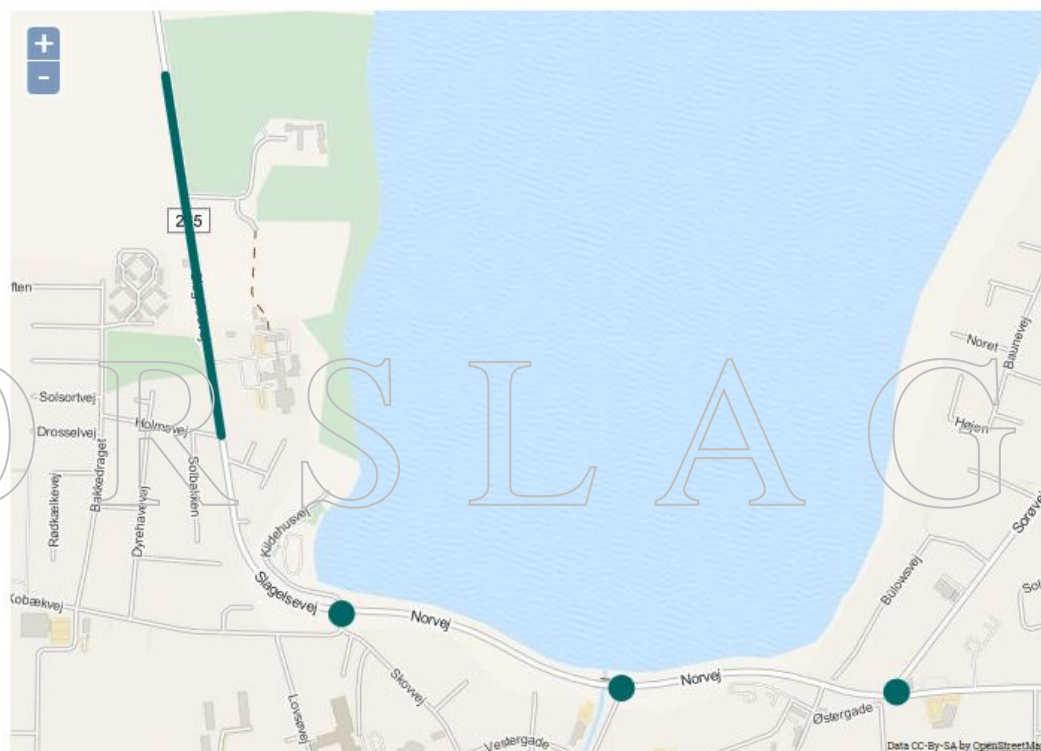 +
-
ften
Noret
Baunevej
Solsortvej
Holmsvej
Drosselvej
Højen
ORSLAG
Bakkedraget
Solbakken
Rødkælkevej
Dyrehavevej
Kildehusvej
Sorøvej
Bülowsvej
Slagelsevej
Kobækvej
Norvej
Skovvej
Norvej
Lovsøvej
Østergade
Vestergade
Data CC-By-SA by OpenStreetMa